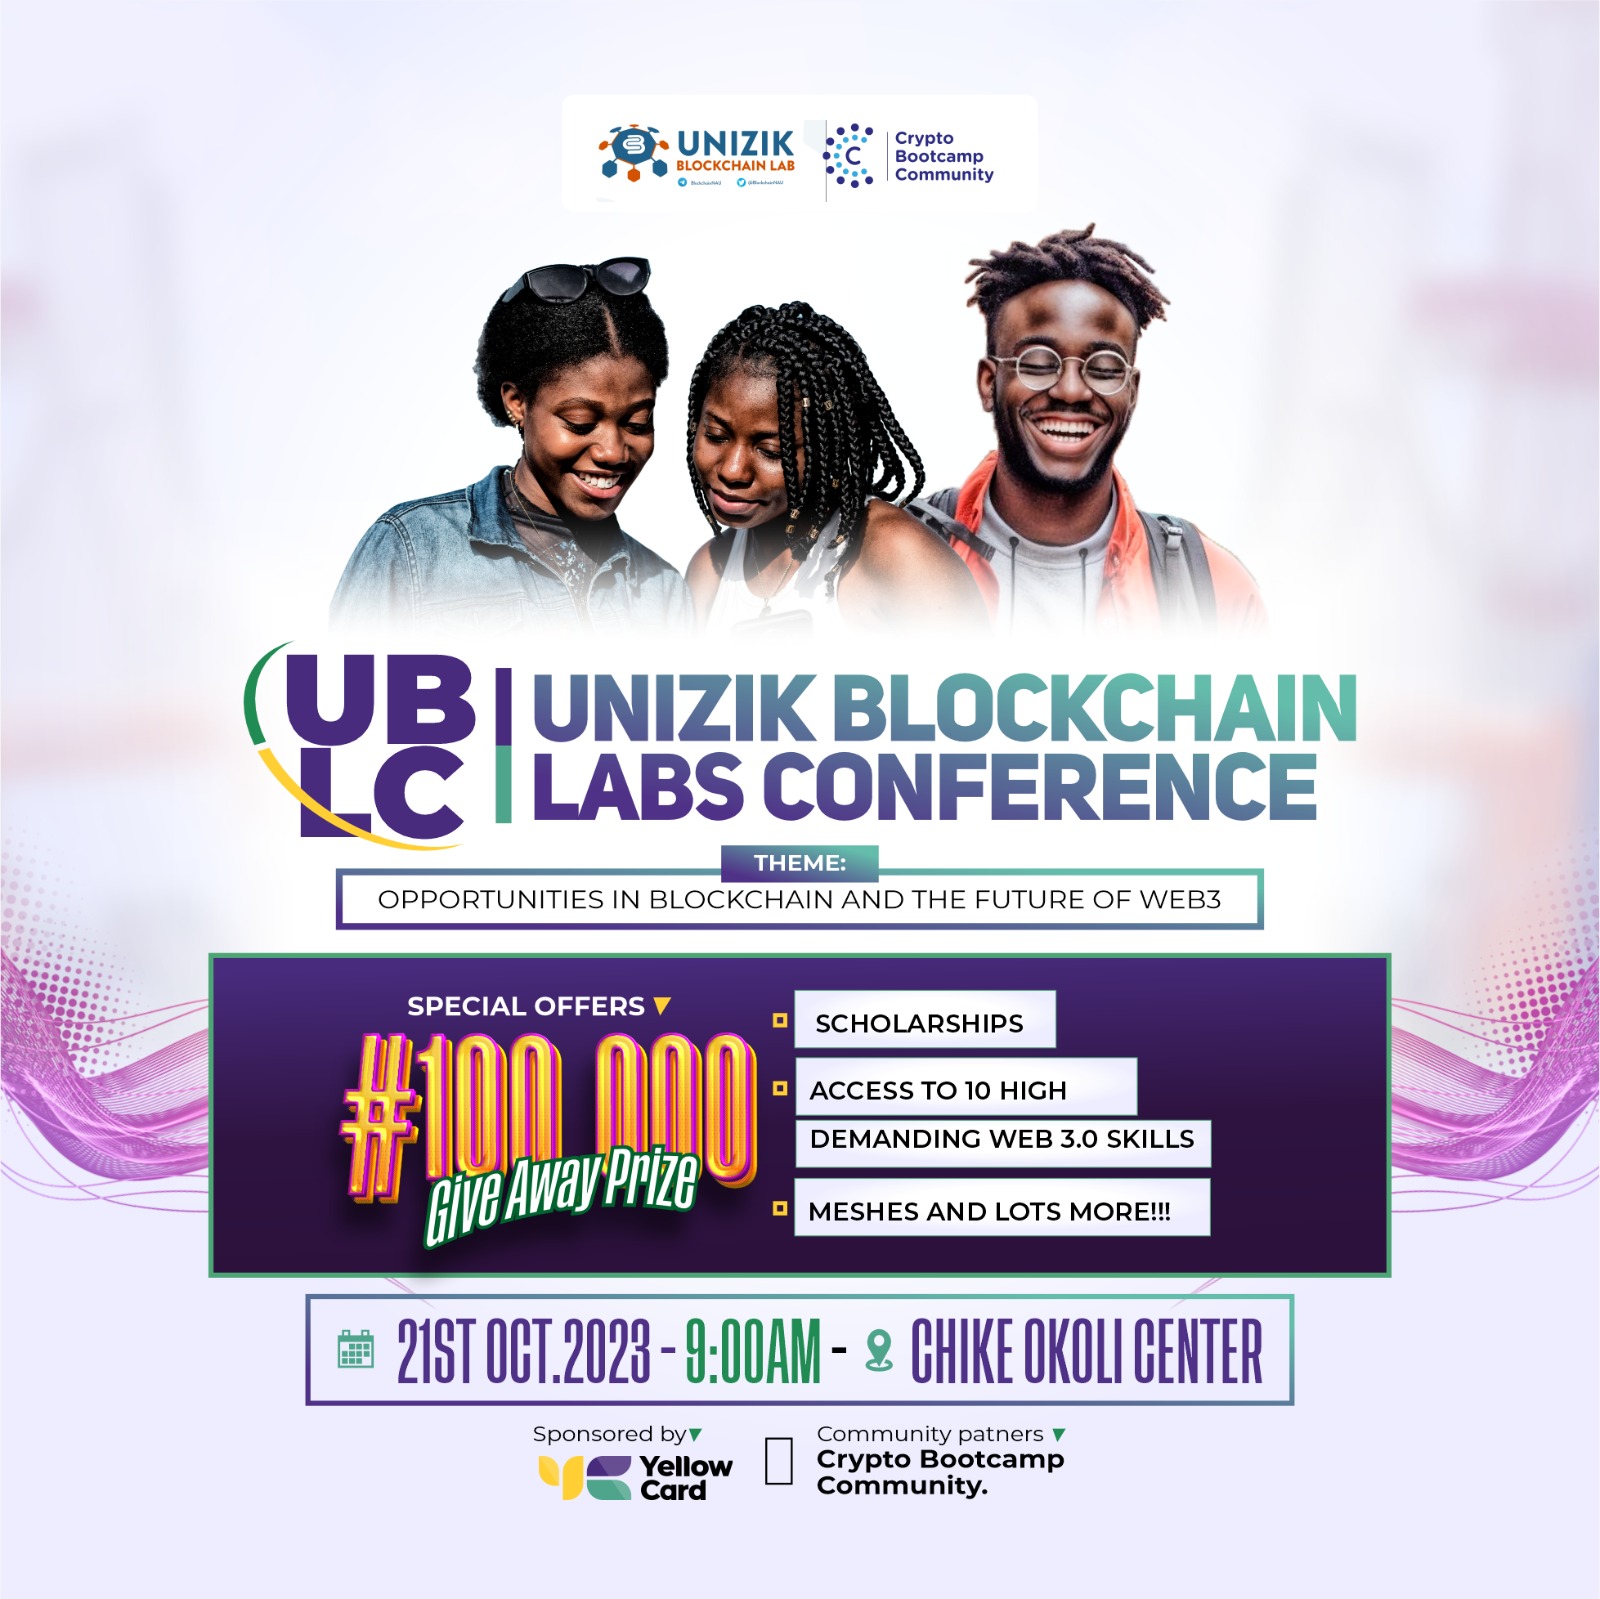 UNIZIK
BLOCKCHAIN LAB
BlockchainNAU @BlockchainNAU
C
Crypto
Bootcamp
Community
UB
LC
UNIZIK BLOCKCHAIN
LABS CONFERENCE
THEME:
OPPORTUNITIES IN BLOCKCHAIN AND THE FUTURE OF WEB3
SPECIAL OFFERS
#100 000
Give Away Prize
SCHOLARSHIPS
ACCESS TO 10 HIGH
DEMANDING WEB 3.0 SKILLS
MESHES AND LOTS MORE!!!
21ST OCT.2023 - 9:00AM - CHIKE OKOLI CENTER
Sponsored by
Yellow
Card
Community patners
Crypto Bootcamp
Community.